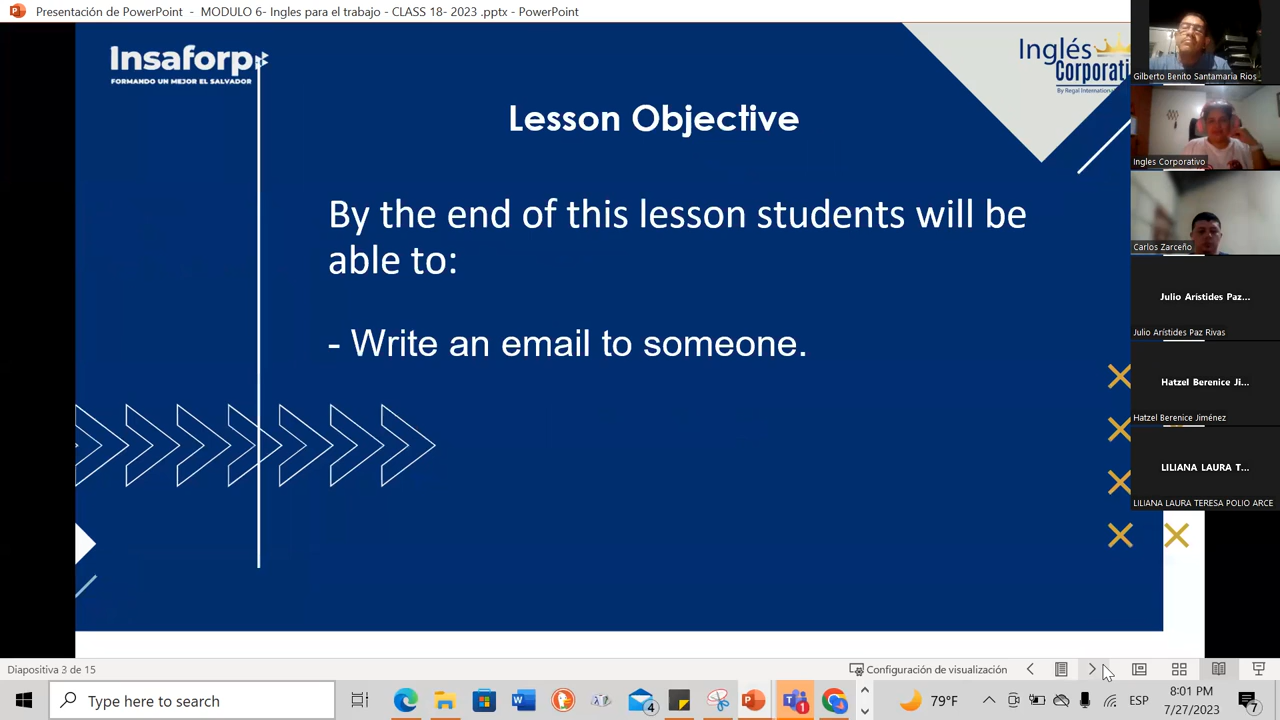 Presentación de PowerPoint - MODULO 6- Ingles para el trabajo - CLASS 18- 2023 .pptx - PowerPoint
Insaforp
FORMANDO UN MEJOR EL SALVADOR
Inglés
Corporati
By Regal Internationa
Lesson Objective
By the end of this lesson students will be
able to:
- Write an email to someone.
Gilberto Benito Santamaria Rios
Ingles Corporativo
Carlos Zarceño
Julio Arístides Paz...
Julio Arístides Paz Rivas
Hatzel Berenice Ji...
Hatzel Berenice Jiménez
LILIANA LAURA T...
LILIANA LAURA TERESA POLIO ARCE
Diapositiva 3 de 15
Configuración de visualización
Type here to search
4
1
79°F
ESP
8:01 PM
7/27/2023
7